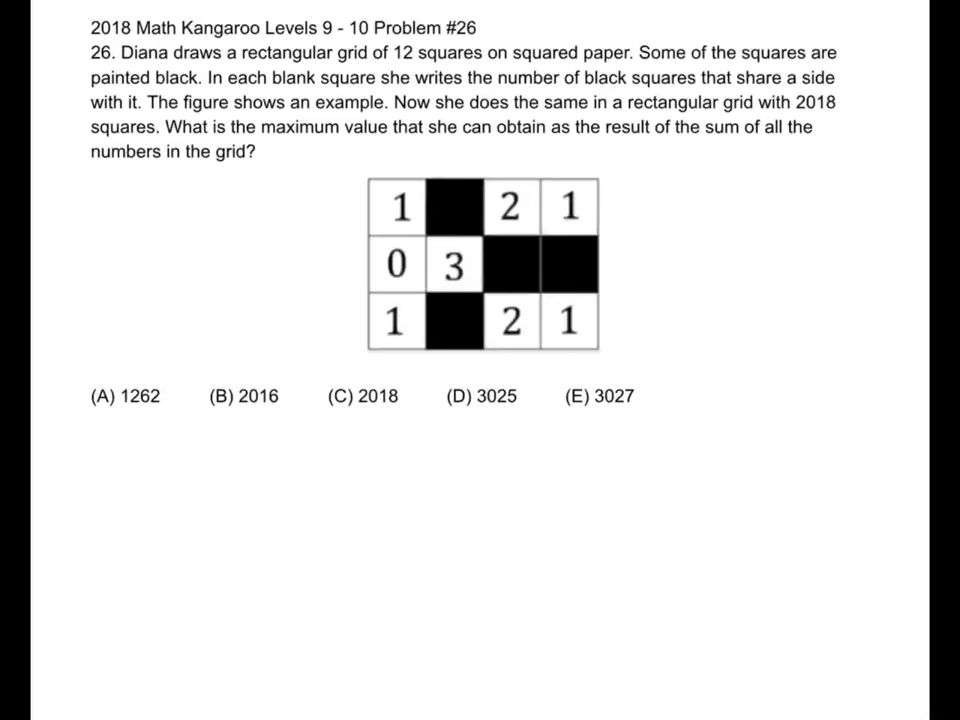 2018 Math Kangaroo Levels 9 - 10 Problem #26
26. Diana draws a rectangular grid of 12 squares on squared paper. Some of the squares are
painted black. In each blank square she writes the number of black squares that share a side
with it. The figure shows an example. Now she does the same in a rectangular grid with 2018
squares. What is the maximum value that she can obtain as the result of the sum of all the
numbers in the grid?
1 2 1
0 3
1 2 1
(A) 1262 (B) 2016 (C) 2018 (D) 3025 (E) 3027